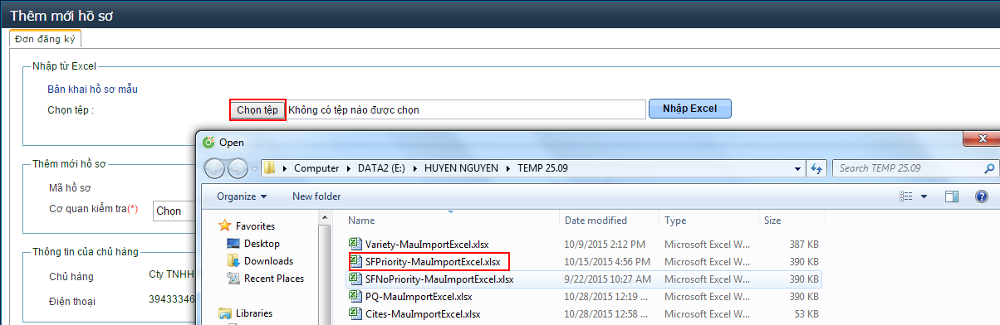 Thêm mới hồ sơ
Đơn đăng ký
Nhập từ Excel
Bản khai hồ sơ mẫu
Chọn tệp :
Chọn tệp
Không có tệp nào được chọn
Nhập Excel
Thêm mới hồ sơ
Mã hồ sơ
Cơ quan kiểm tra(*)
Chọn
Thông tin của chủ hàng
Chủ hàng
Cty TNHH
Điện thoại
39433346
Open
Computer
DATA2 (E:)
HUYEN NGUYEN
TEMP 25.09
Search TEMP 25.09
Organize
New folder
Favorites
Desktop
Downloads
Recent Places
Libraries
Name Date modified Type Size
Variety-MauImportExcel.xlsx 10/9/2015 2:12 PM Microsoft Excel W... 387 KB
SFPriority-MauImportExcel.xlsx 10/15/2015 4:56 PM Microsoft Excel W... 390 KB
SFNoPriority-MauImportExcel.xlsx 9/22/2015 10:27 AM Microsoft Excel W... 390 KB
PQ-MauImportExcel.xlsx 10/28/2015 12:19 ... Microsoft Excel W... 390 KB
Cites-MauImportExcel.xlsx 10/28/2015 12:58 ... Microsoft Excel W... 53 KB